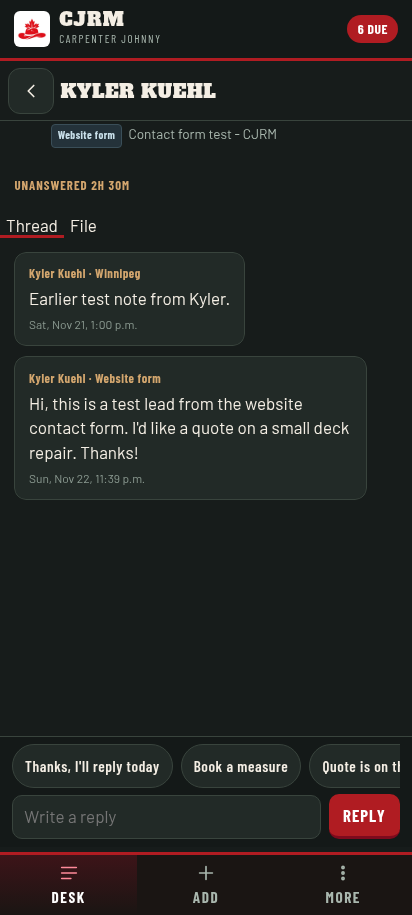 CJRM
CARPENTER JOHNNY
6 DUE
KYLER KUEHL
Website form Contact form test - CJRM
UNANSWERED 2H 30M
Thread File
Kyler Kuehl · Winnipeg
Earlier test note from Kyler.
Sat, Nov 21, 1:00 p.m.
Kyler Kuehl · Website form
Hi, this is a test lead from the website
contact form. I'd like a quote on a small deck
repair. Thanks!
Sun, Nov 22, 11:39 p.m.
Thanks, I'll reply today Book a measure Quote is on
Write a reply REPLY
DESK ADD MORE